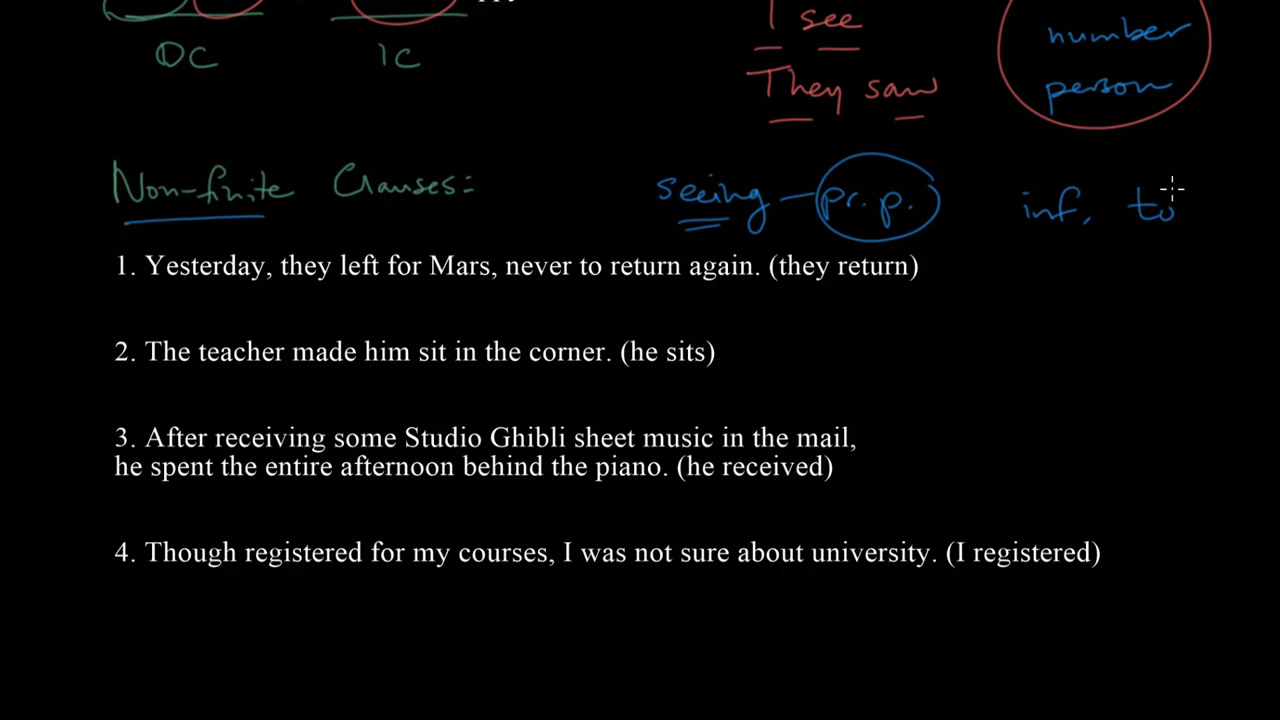 I see
number
DC IC
They saw
person
Non-finite Clauses:
seeing - pr. p. inf. to
1. Yesterday, they left for Mars, never to return again. (they return)
2. The teacher made him sit in the corner. (he sits)
3. After receiving some Studio Ghibli sheet music in the mail,
he spent the entire afternoon behind the piano. (he received)
4. Though registered for my courses, I was not sure about university. (I registered)